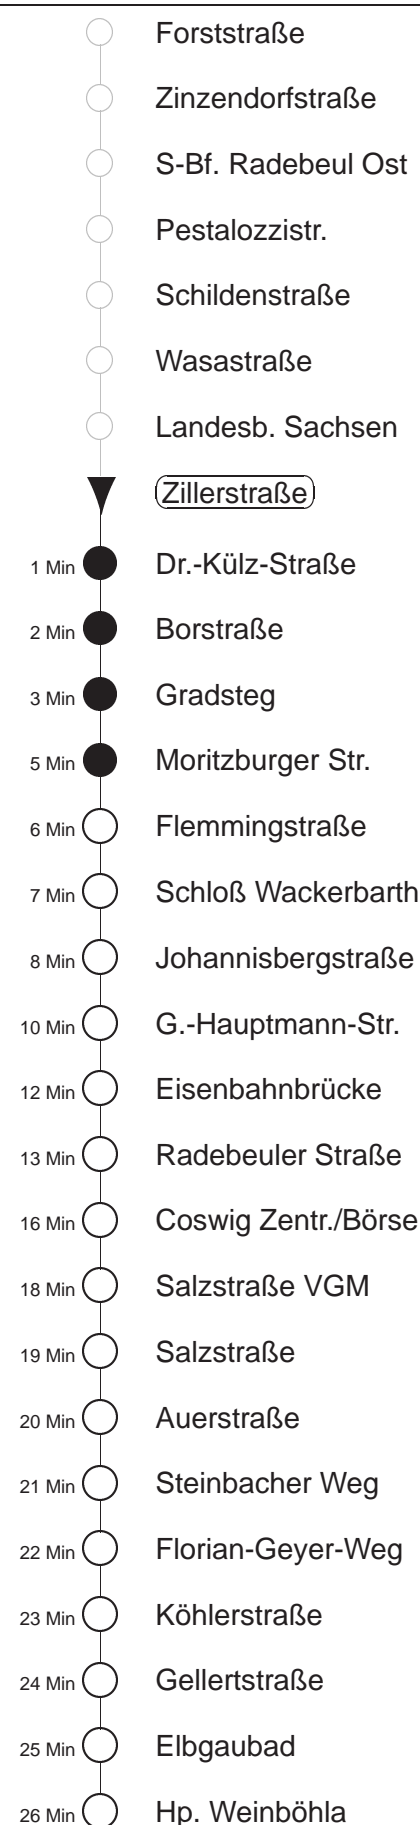 Forststraße
Zinzendorfstraße
S-Bf. Radebeul Ost
Pestalozzistr.
Schildenstraße
Wasastraße
Landesb. Sachsen
Zillerstraße
1 Min Dr.-Külz-Straße
2 Min Borstraße
3 Min Gradsteg
5 Min Moritzburger Str.
6 Min Flemmingstraße
7 Min Schloß Wackerbarth
8 Min Johannisbergstraße
10 Min G.-Hauptmann-Str.
12 Min Eisenbahnbrücke
13 Min Radebeuler Straße
16 Min Coswig Zentr./Börse
18 Min Salzstraße VGM
19 Min Salzstraße
20 Min Auerstraße
21 Min Steinbacher Weg
22 Min Florian-Geyer-Weg
23 Min Köhlerstraße
24 Min Gellertstraße
25 Min Elbgaubad
26 Min Hp. Weinböhla